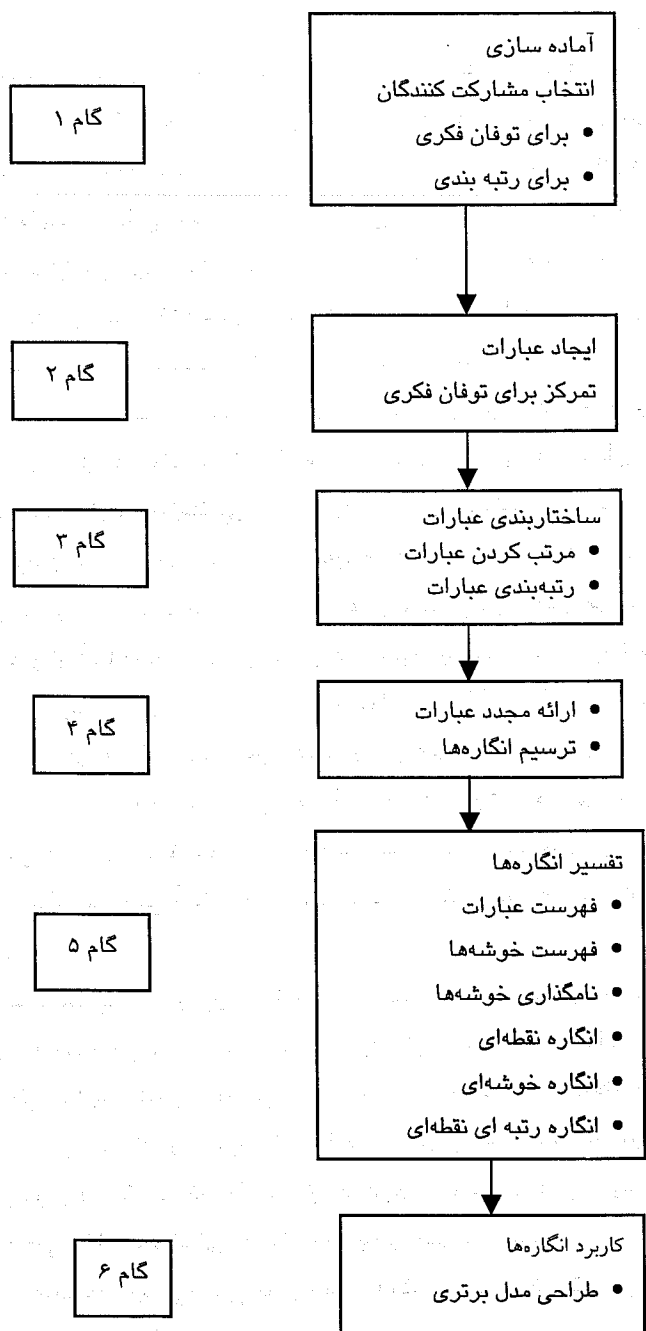 آماده سازی
انتخاب مشارکت کنندگان
• برای توفان فکری
• برای رتبه بندی
گام ۱
ایجاد عبارات
تمرکز برای توفان فکری
گام ۲
ساختاربندی عبارات
• مرتب کردن عبارات
• رتبه‌بندی عبارات
گام ۳
• ارائه مجدد عبارات
• ترسیم انگاره‌ها
گام ۴
تفسیر انگاره‌ها
• فهرست عبارات
• فهرست خوشه‌ها
• نامگذاری خوشه‌ها
• انگاره نقطه‌ای
• انگاره خوشه‌ای
• انگاره رتبه ای نقطه‌ای
گام ۵
کاربرد انگاره‌ها
• طراحی مدل برتری
گام ۶